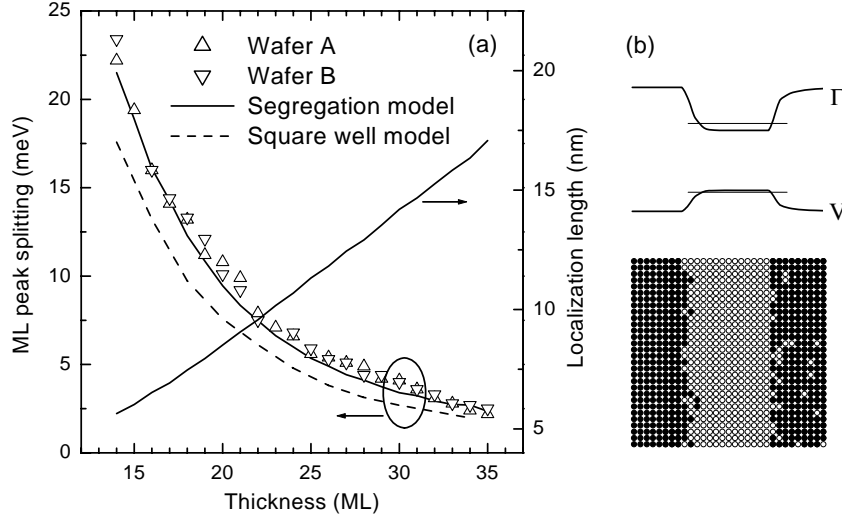 (a)
Wafer A
Wafer B
Segregation model
Square well model
ML peak splitting (meV)
25
20
15
10
5
0
15
20
25
30
35
Thickness (ML)
20
15
10
5
Localization length (nm)
(b)
Γ
V